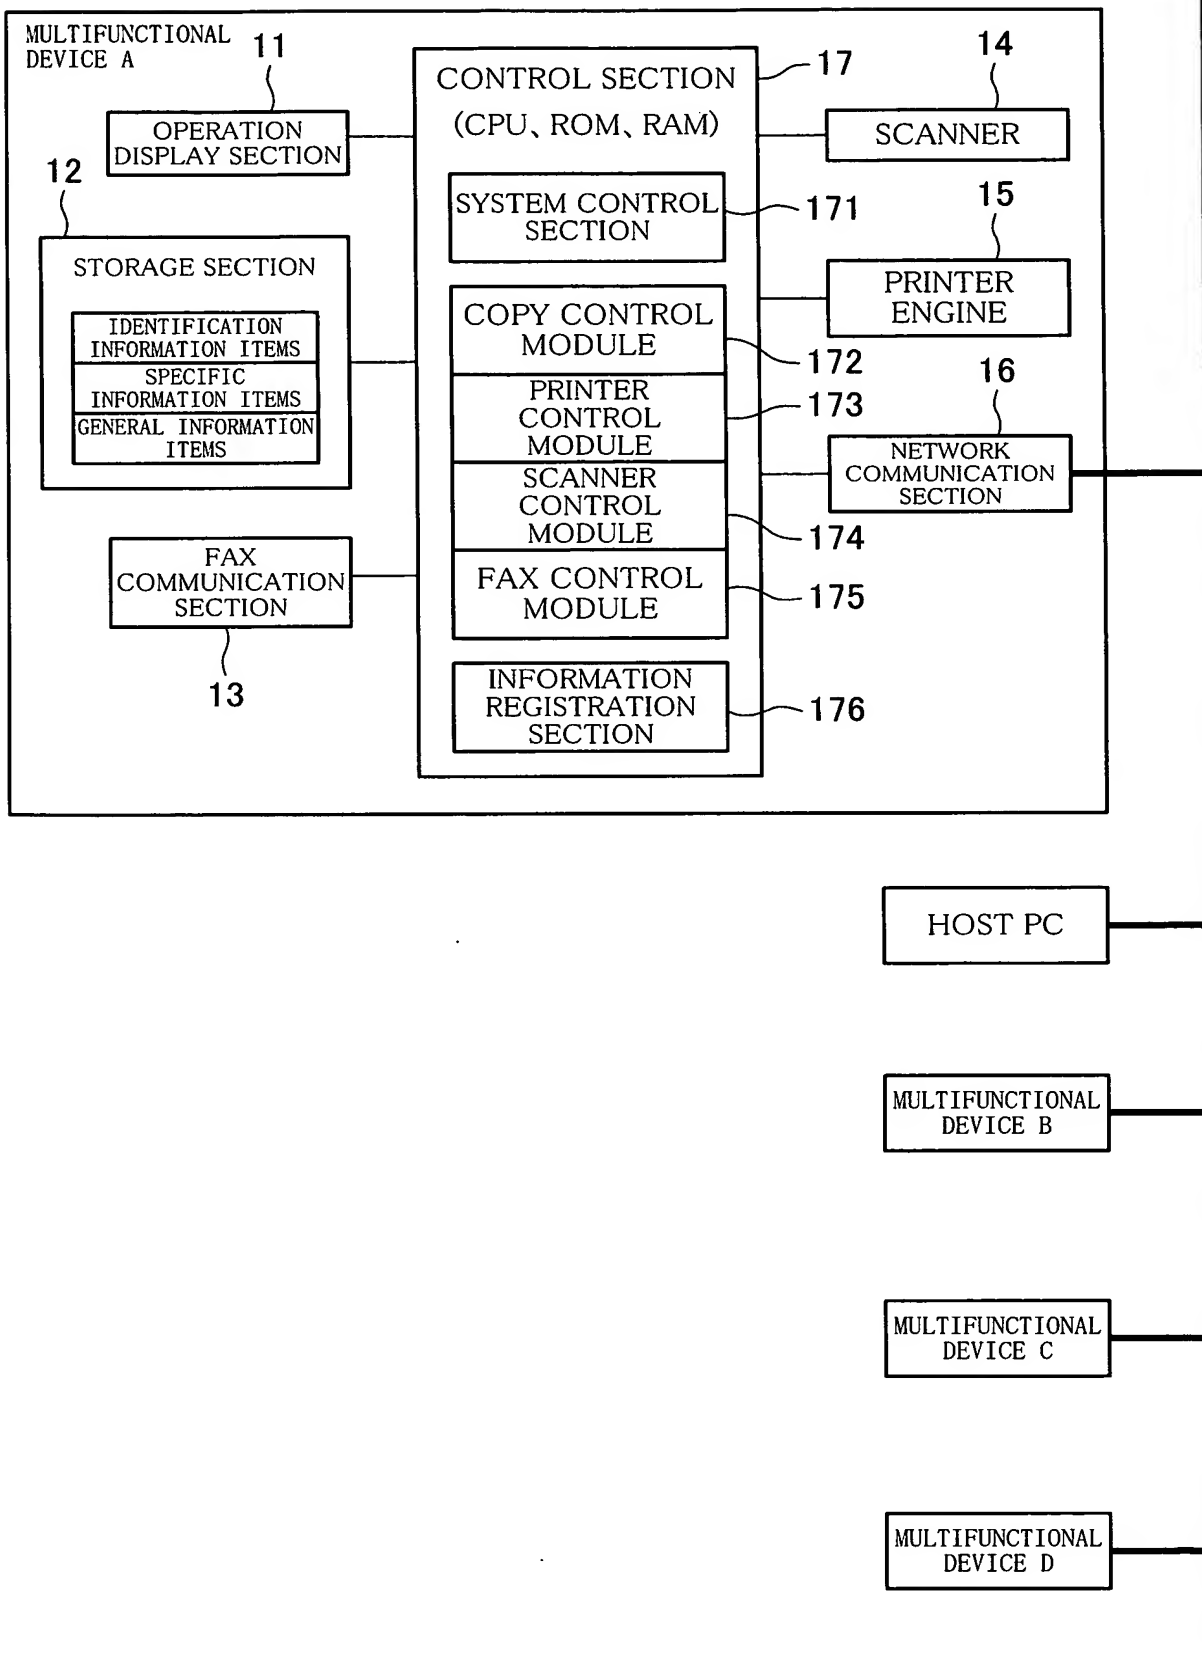 MULTIFUNCTIONAL
DEVICE A
11
OPERATION
DISPLAY SECTION
12
STORAGE SECTION
IDENTIFICATION
INFORMATION ITEMS
SPECIFIC
INFORMATION ITEMS
GENERAL INFORMATION
ITEMS
FAX
COMMUNICATION
SECTION
13
CONTROL SECTION
(CPU、ROM、RAM)
17
SYSTEM CONTROL
SECTION
171
COPY CONTROL
MODULE
172
PRINTER
CONTROL
MODULE
173
SCANNER
CONTROL
MODULE
174
FAX CONTROL
MODULE
175
INFORMATION
REGISTRATION
SECTION
176
14
SCANNER
15
PRINTER
ENGINE
16
NETWORK
COMMUNICATION
SECTION
HOST PC
MULTIFUNCTIONAL
DEVICE B
MULTIFUNCTIONAL
DEVICE C
MULTIFUNCTIONAL
DEVICE D